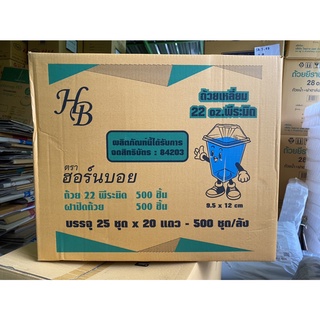 HB
ถ้วยเหลี่ยม
22 oz.พีระมิด
ผลิตภัณฑ์นี้ได้รับการ
จดสิทธิบัตร : 84203
ตรา
ฮอร์นบอย
ถ้วย 22 พีระมิด 500 ชิ้น
ฝาปิดถ้วย 500 ชิ้น
9.5 x 12 cm
บรรจุ 25 ชุด x 20 แถว - 500 ชุด/ลัง